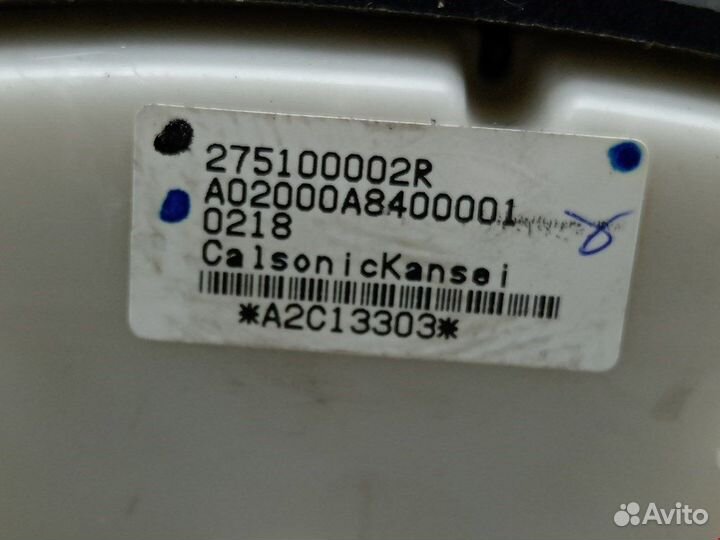 275100002R
A02000A8400001
0218
CalsonicKansei
*A2C13303*
Avito